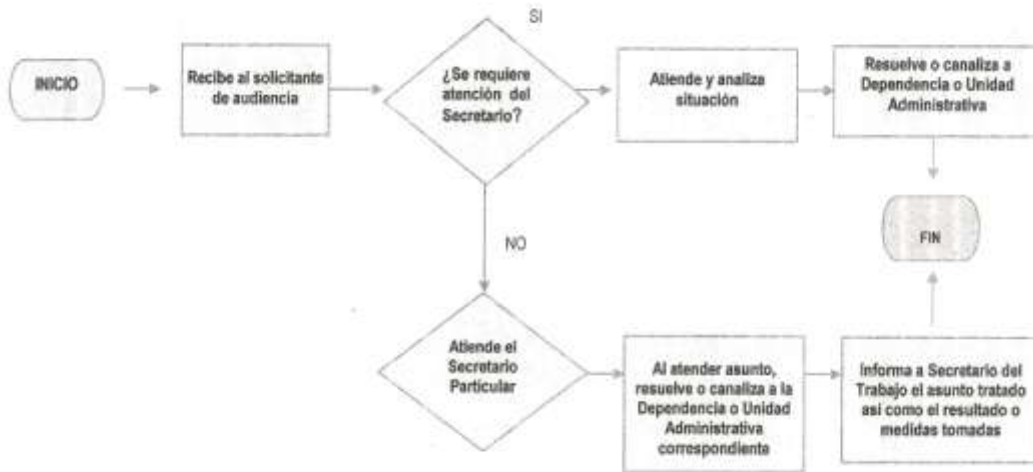 SI
INICIO
Recibe al solicitante
de audiencia
¿Se requiere
atención del
Secretario?
Atiende y analiza
situación
Resuelve o canaliza a
Dependencia o Unidad
Administrativa
FIN
NO
Atiende el
Secretario
Particular
Al atender asunto,
resuelve o canaliza a la
Dependencia o Unidad
Administrativa
correspondiente
Informa a Secretario del
Trabajo el asunto tratado
asi como el resultado o
medidas tomadas